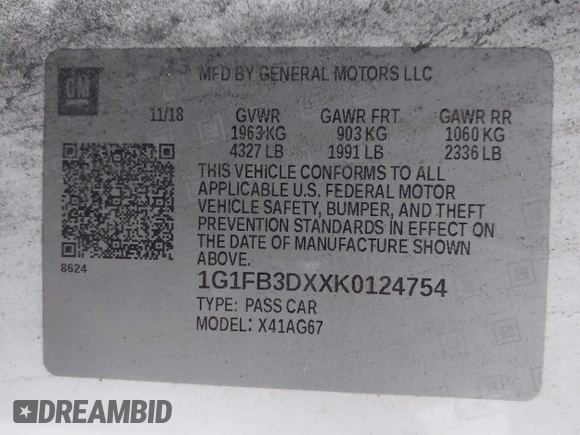 GM
MFD BY GENERAL MOTORS LLC
11/18 GVWR GAWR FRT GAWR RR
1963 KG 903 KG 1060 KG
4327 LB 1991 LB 2336 LB
THIS VEHICLE CONFORMS TO ALL
APPLICABLE U.S. FEDERAL MOTOR
VEHICLE SAFETY, BUMPER, AND THEFT
PREVENTION STANDARDS IN EFFECT ON
THE DATE OF MANUFACTURE SHOWN
ABOVE.
8624
1G1FB3DXXK0124754
TYPE: PASS CAR
MODEL: X41AG67
DREAMBID